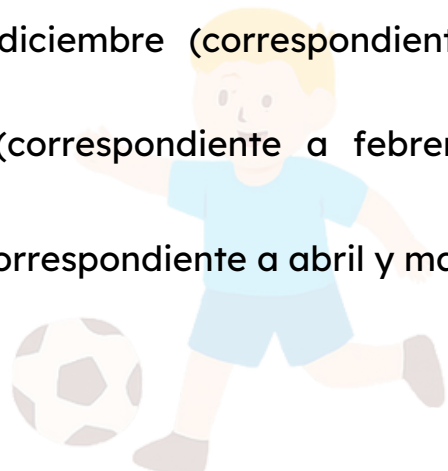 diciembre (correspondient
(correspondiente a febrer
orrespondiente a abril y ma